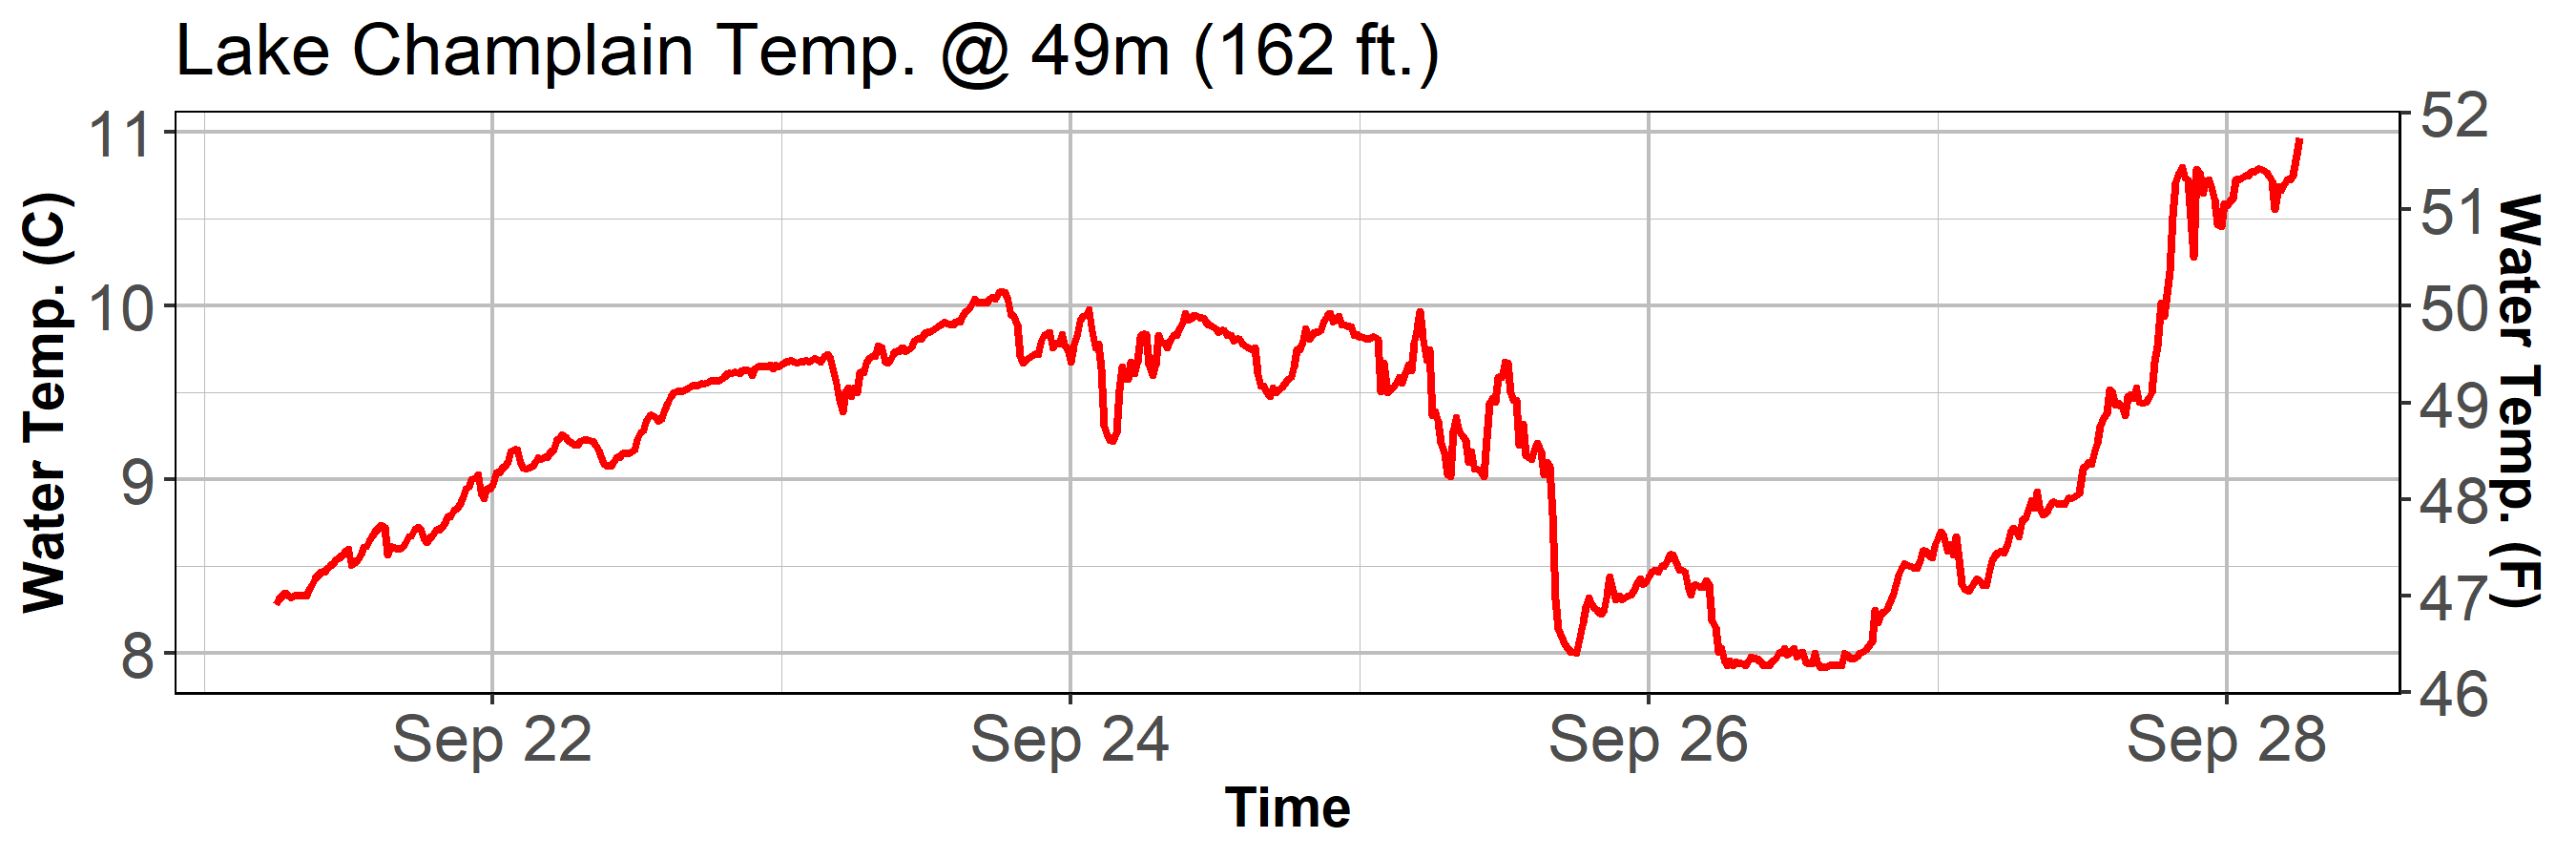 Lake Champlain Temp. @ 49m (162 ft.)
Water Temp. (C)
11
10
9
8
52
51
50
49
48
47
46
Water Temp. (F)
Sep 22 Sep 24 Sep 26 Sep 28
Time